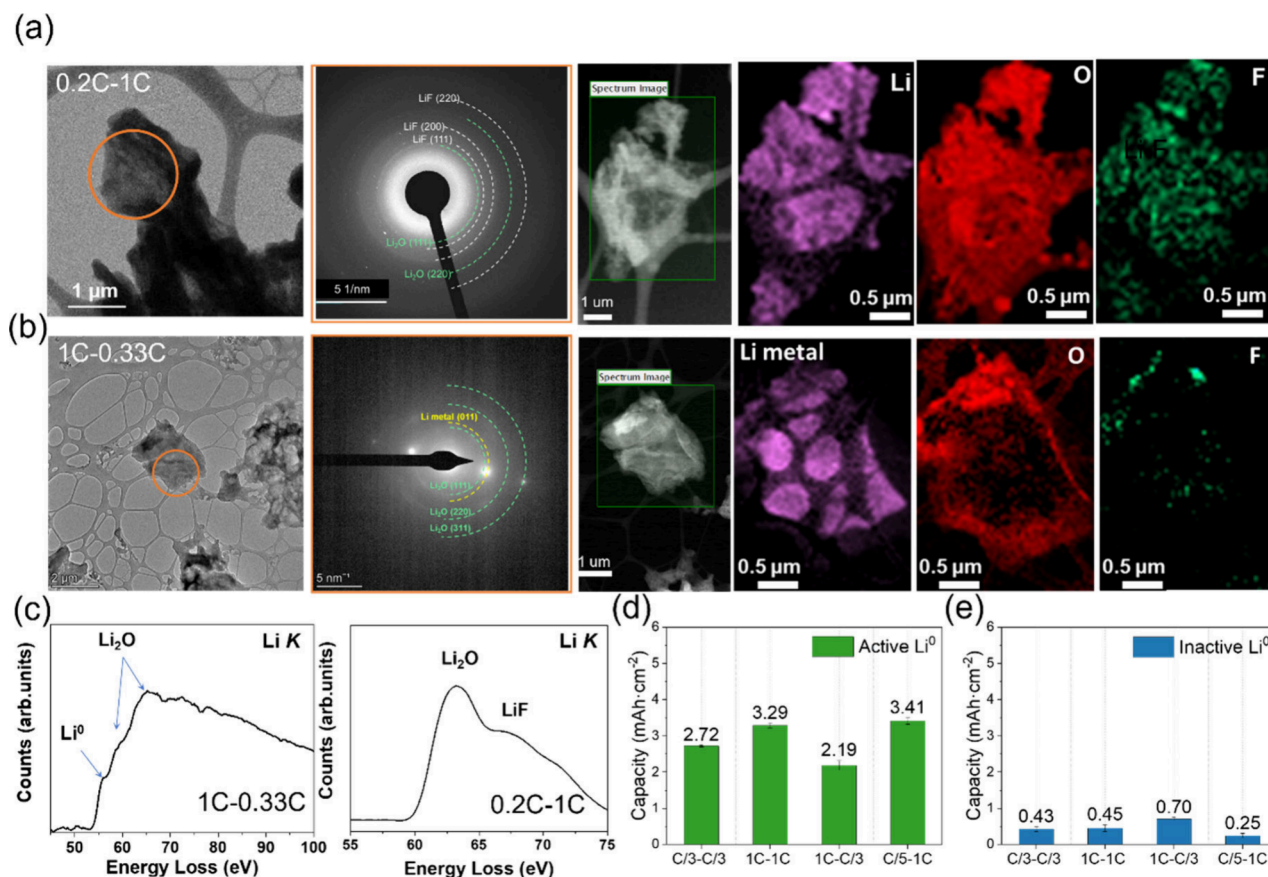 (a)
0.2C-1C
1 μm
LiF (220)
LiF (200)
LiF (111)
Li₂O (111)
Li₂O (220)
5 1/nm
Spectrum Image
1 um
Li
0.5 μm
O
0.5 μm
F
Li F
0.5 μm
(b)
1C-0.33C
2 μm
Li metal (011)
Li₂O (111)
Li₂O (220)
Li₂O (311)
5 nm⁻¹
Spectrum Image
1 um
Li metal
0.5 μm
O
0.5 μm
F
0.5 μm
(c)
Counts (arb.units)
Li₂O
Li K
Li⁰
1C-0.33C
50 60 70 80 90 100
Energy Loss (eV)
Counts (arb.units)
Li K
Li₂O
LiF
0.2C-1C
55 60 65 70 75
Energy Loss (eV)
(d)
Capacity (mAh·cm⁻²)
6
5
4
3
2
1
0
Active Li⁰
2.72
3.29
2.19
3.41
C/3-C/3 1C-1C 1C-C/3 C/5-1C
(e)
Capacity (mAh·cm⁻²)
6
5
4
3
2
1
0
Inactive Li⁰
0.43
0.45
0.70
0.25
C/3-C/3 1C-1C 1C-C/3 C/5-1C